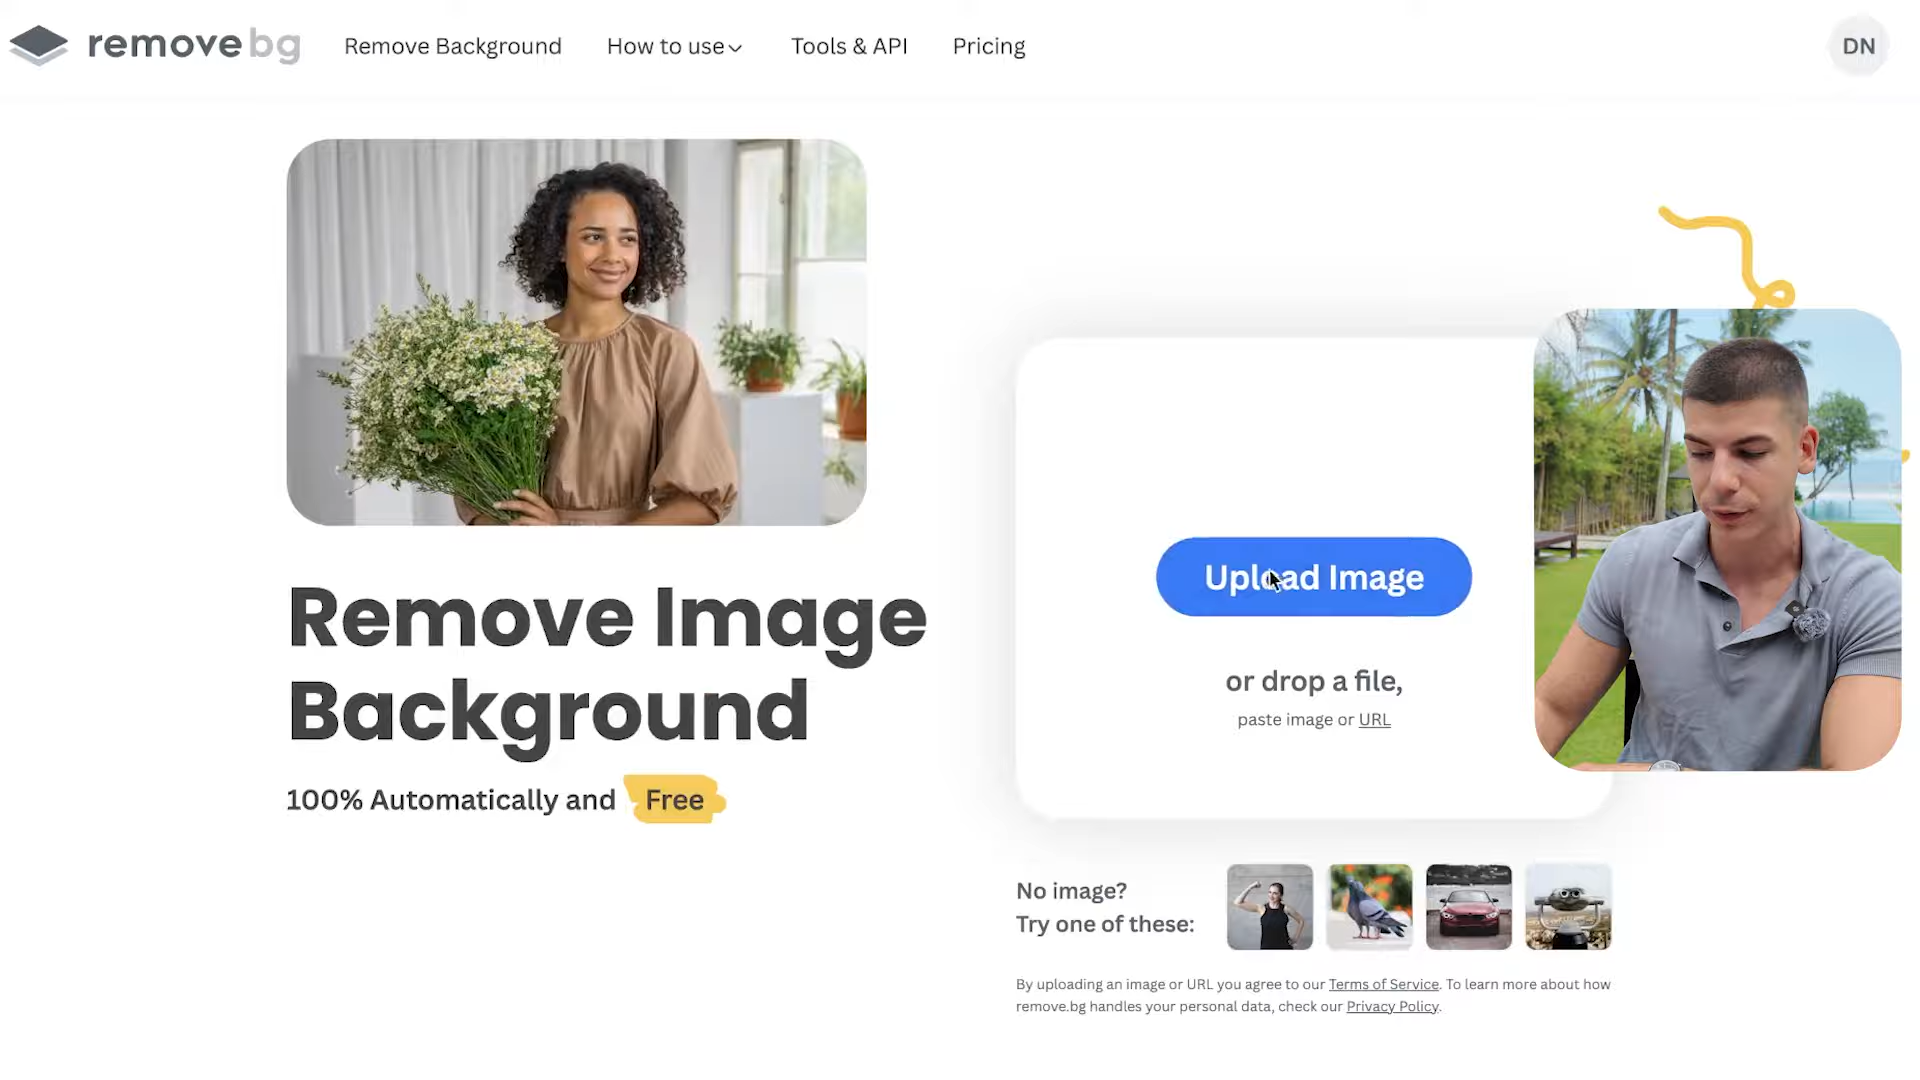 removebg
Remove Background
How to use
Tools & API
Pricing
DN
Remove Image
Background
100% Automatically and Free
Upload Image
or drop a file,
paste image or URL
No image?
Try one of these:
By uploading an image or URL you agree to our Terms of Service. To learn more about how
remove.bg handles your personal data, check our Privacy Policy.